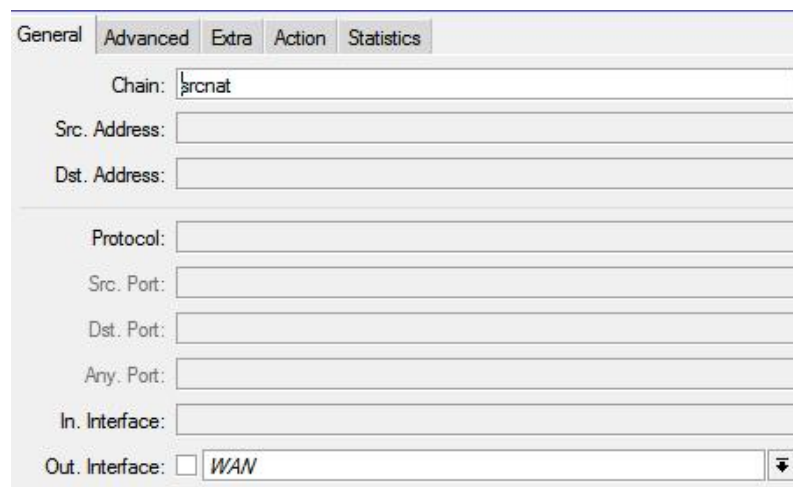 General Advanced Extra Action Statistics
Chain: srcnat
Src. Address:
Dst. Address:
Protocol:
Src. Port:
Dst. Port:
Any. Port:
In. Interface:
Out. Interface: WAN